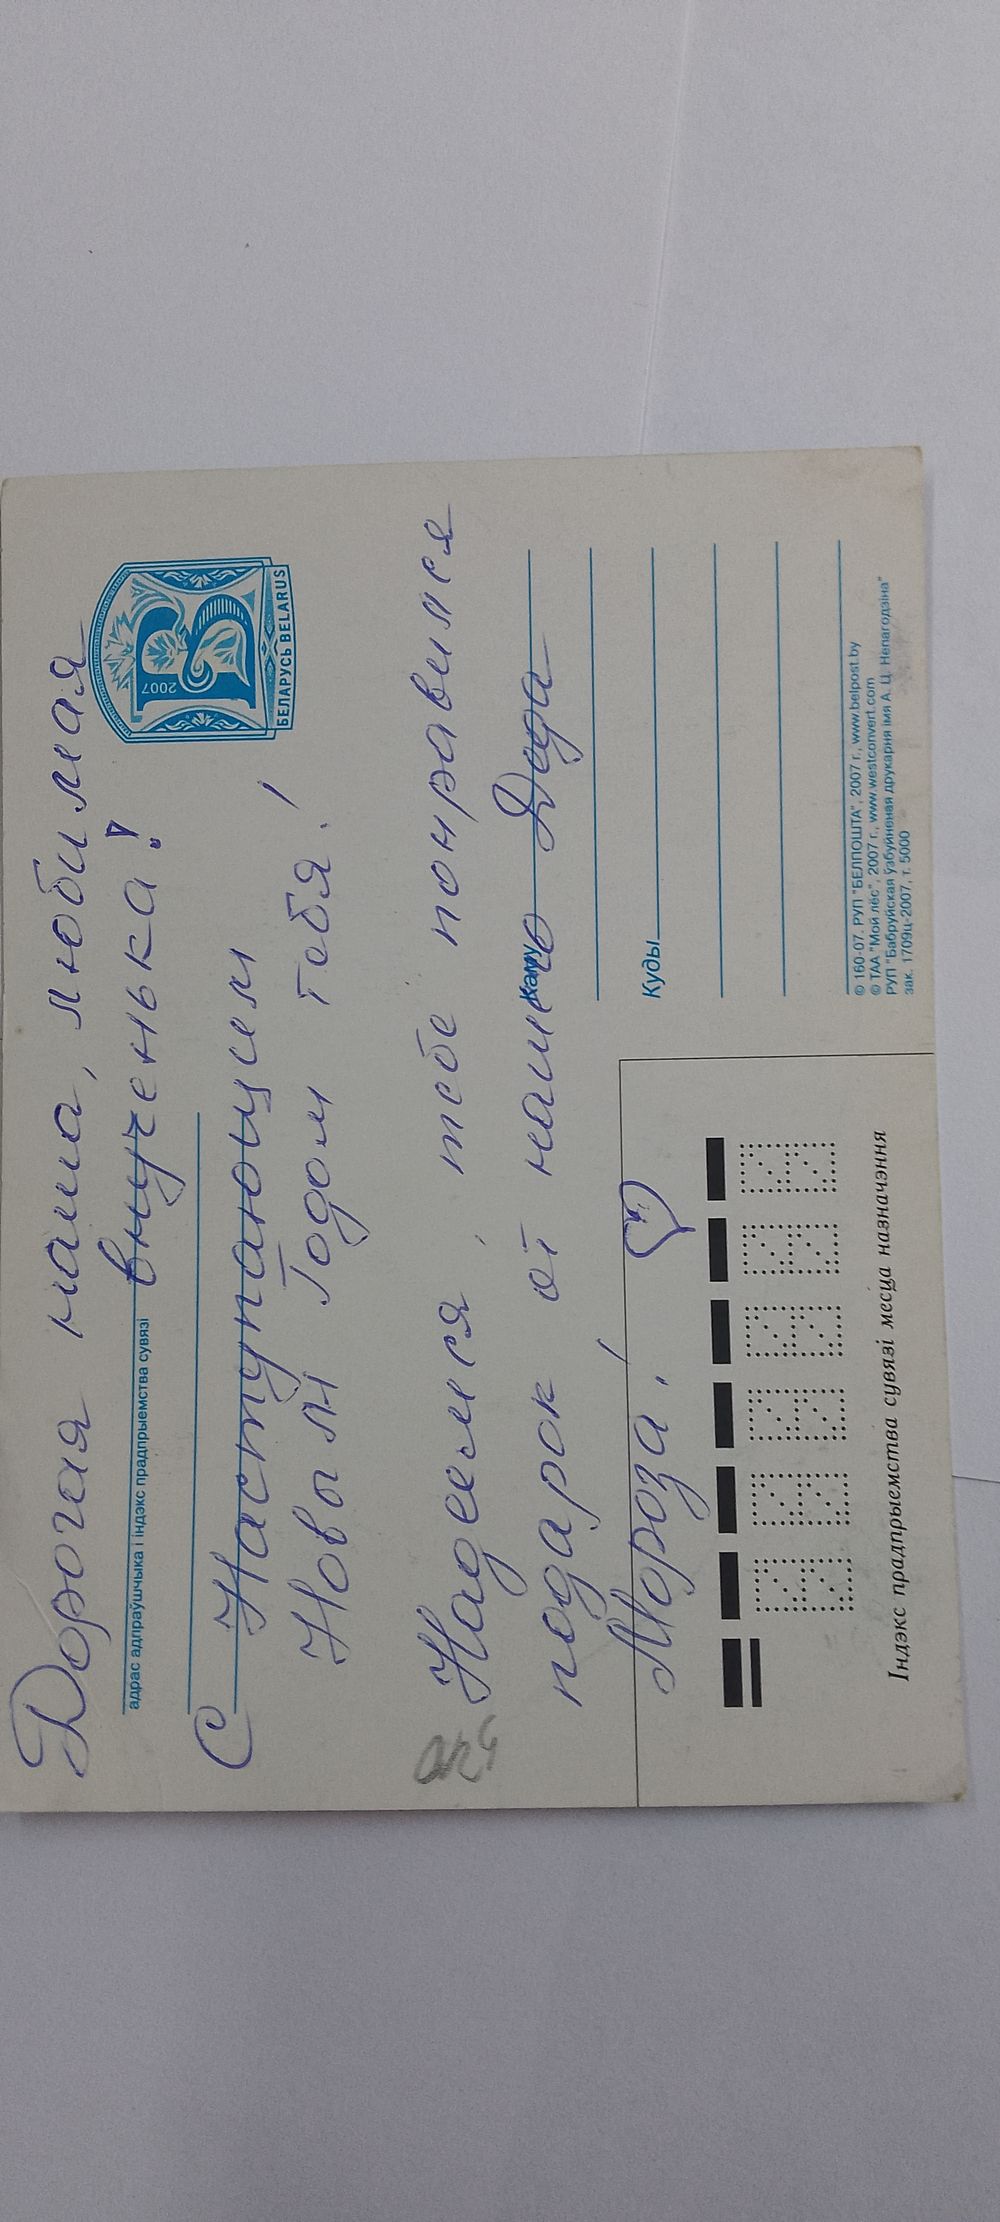 Дорогая наша, любимая
внученька!
С Наступающим
Новым Годом тебя!
Надеемся, тебе понравился
подарок от нашего Деда
Мороза!
2007
БЕЛАРУСЬ BELARUS
адрас адпраўшчыка і індэкс прадпрыемства сувязі
Каму
Куды
© 160-07. РУП "БЕЛПОШТА", 2007 г., www.belpost.by
© ТАА "Мой лёс", 2007 г., www.westconvert.com
РУП "Бабруйская ўзбуйненая друкарня імя А. Ц. Непагодзіна"
зак. 1709ц-2007, т. 5000
Індэкс прадпрыемства сувязі месца назначэння